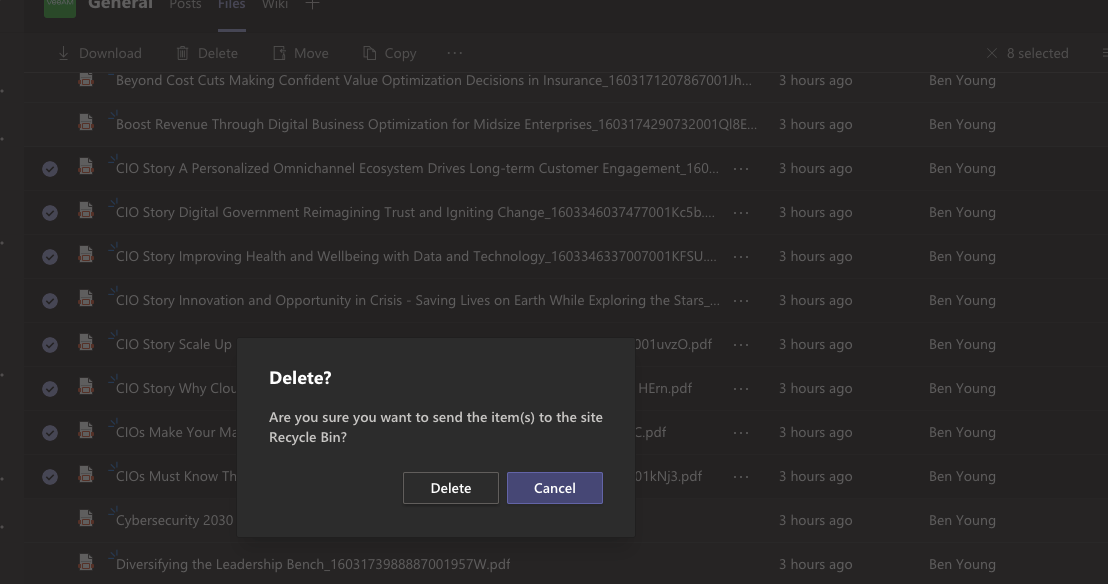 VEEAM
General Posts Files Wiki
Download Delete Move Copy ··· 8 selected
Beyond Cost Cuts Making Confident Value Optimization Decisions in Insurance_1603171207867001Jh... 3 hours ago Ben Young
Boost Revenue Through Digital Business Optimization for Midsize Enterprises_1603174290732001QI8E... 3 hours ago Ben Young
CIO Story A Personalized Omnichannel Ecosystem Drives Long-term Customer Engagement_160... ··· 3 hours ago Ben Young
CIO Story Digital Government Reimagining Trust and Igniting Change_1603346037477001Kc5b.... ··· 3 hours ago Ben Young
CIO Story Improving Health and Wellbeing with Data and Technology_1603346337007001KFSU.... ··· 3 hours ago Ben Young
CIO Story Innovation and Opportunity in Crisis - Saving Lives on Earth While Exploring the Stars_... ··· 3 hours ago Ben Young
CIO Story Scale Up 001uvzO.pdf ··· 3 hours ago Ben Young
CIO Story Why Clou HErn.pdf ··· 3 hours ago Ben Young
CIOs Make Your Ma C.pdf ··· 3 hours ago Ben Young
CIOs Must Know Th 01kNj3.pdf ··· 3 hours ago Ben Young
Cybersecurity 2030 3 hours ago Ben Young
Diversifying the Leadership Bench_1603173988887001957W.pdf 3 hours ago Ben Young
Delete?
Are you sure you want to send the item(s) to the site
Recycle Bin?
Delete Cancel